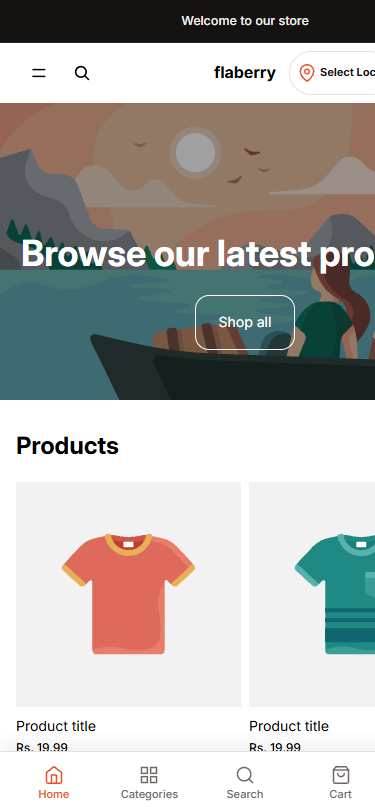 Welcome to our store
flaberry
Select Loc
Browse our latest pro
Shop all
Products
Product title
Rs. 19.99
Product title
Rs. 19.99
Home
Categories
Search
Cart